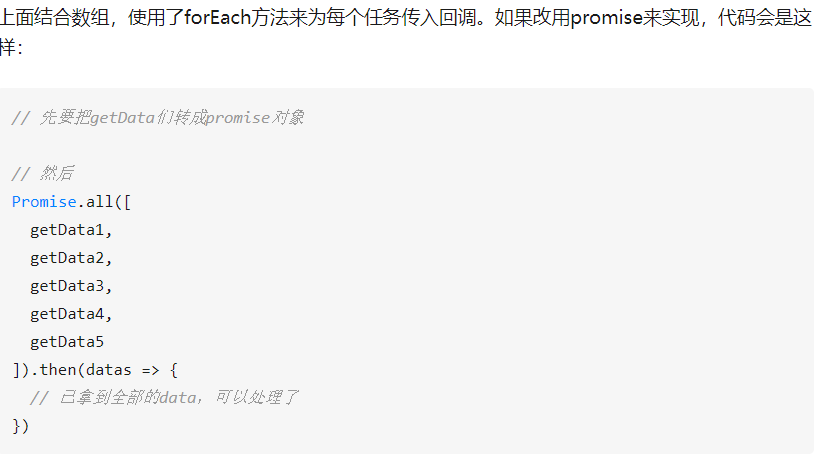 上面结合数组，使用了forEach方法来为每个任务传入回调。如果改用promise来实现，代码会是这
样：
// 先要把getData们转成promise对象
// 然后
Promise.all([
  getData1,
  getData2,
  getData3,
  getData4,
  getData5
]).then(datas => {
  // 已拿到全部的data，可以处理了
})